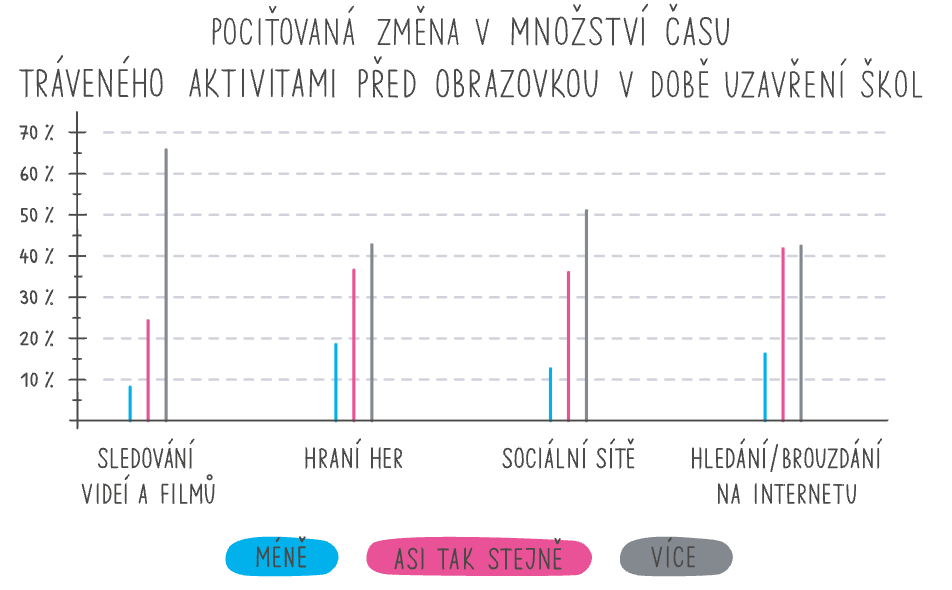 POCIŤOVANÁ ZMĚNA V MNOŽSTVÍ ČASU
TRÁVENÉHO AKTIVITAMI PŘED OBRAZOVKOU V DOBĚ UZAVŘENÍ ŠKOL
70 %
60 %
50 %
40 %
30 %
20 %
10 %
SLEDOVÁNÍ
VIDEÍ A FILMŮ
HRANÍ HER
SOCIÁLNÍ SÍTĚ
HLEDÁNÍ/BROUZDÁNÍ
NA INTERNETU
MÉNĚ
ASI TAK STEJNĚ
VÍCE